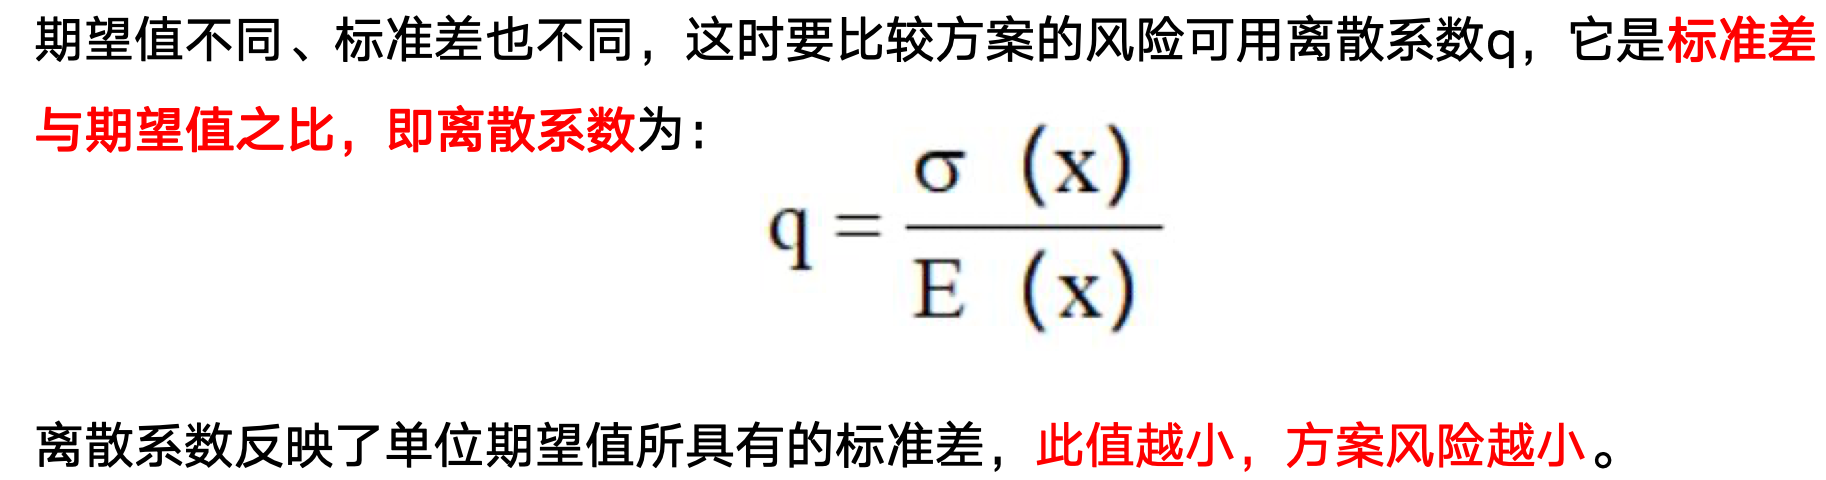 期望值不同、标准差也不同，这时要比较方案的风险可用离散系数q，它是标准差
与期望值之比，即离散系数为：
q = σ (x) / E (x)
离散系数反映了单位期望值所具有的标准差，此值越小，方案风险越小。